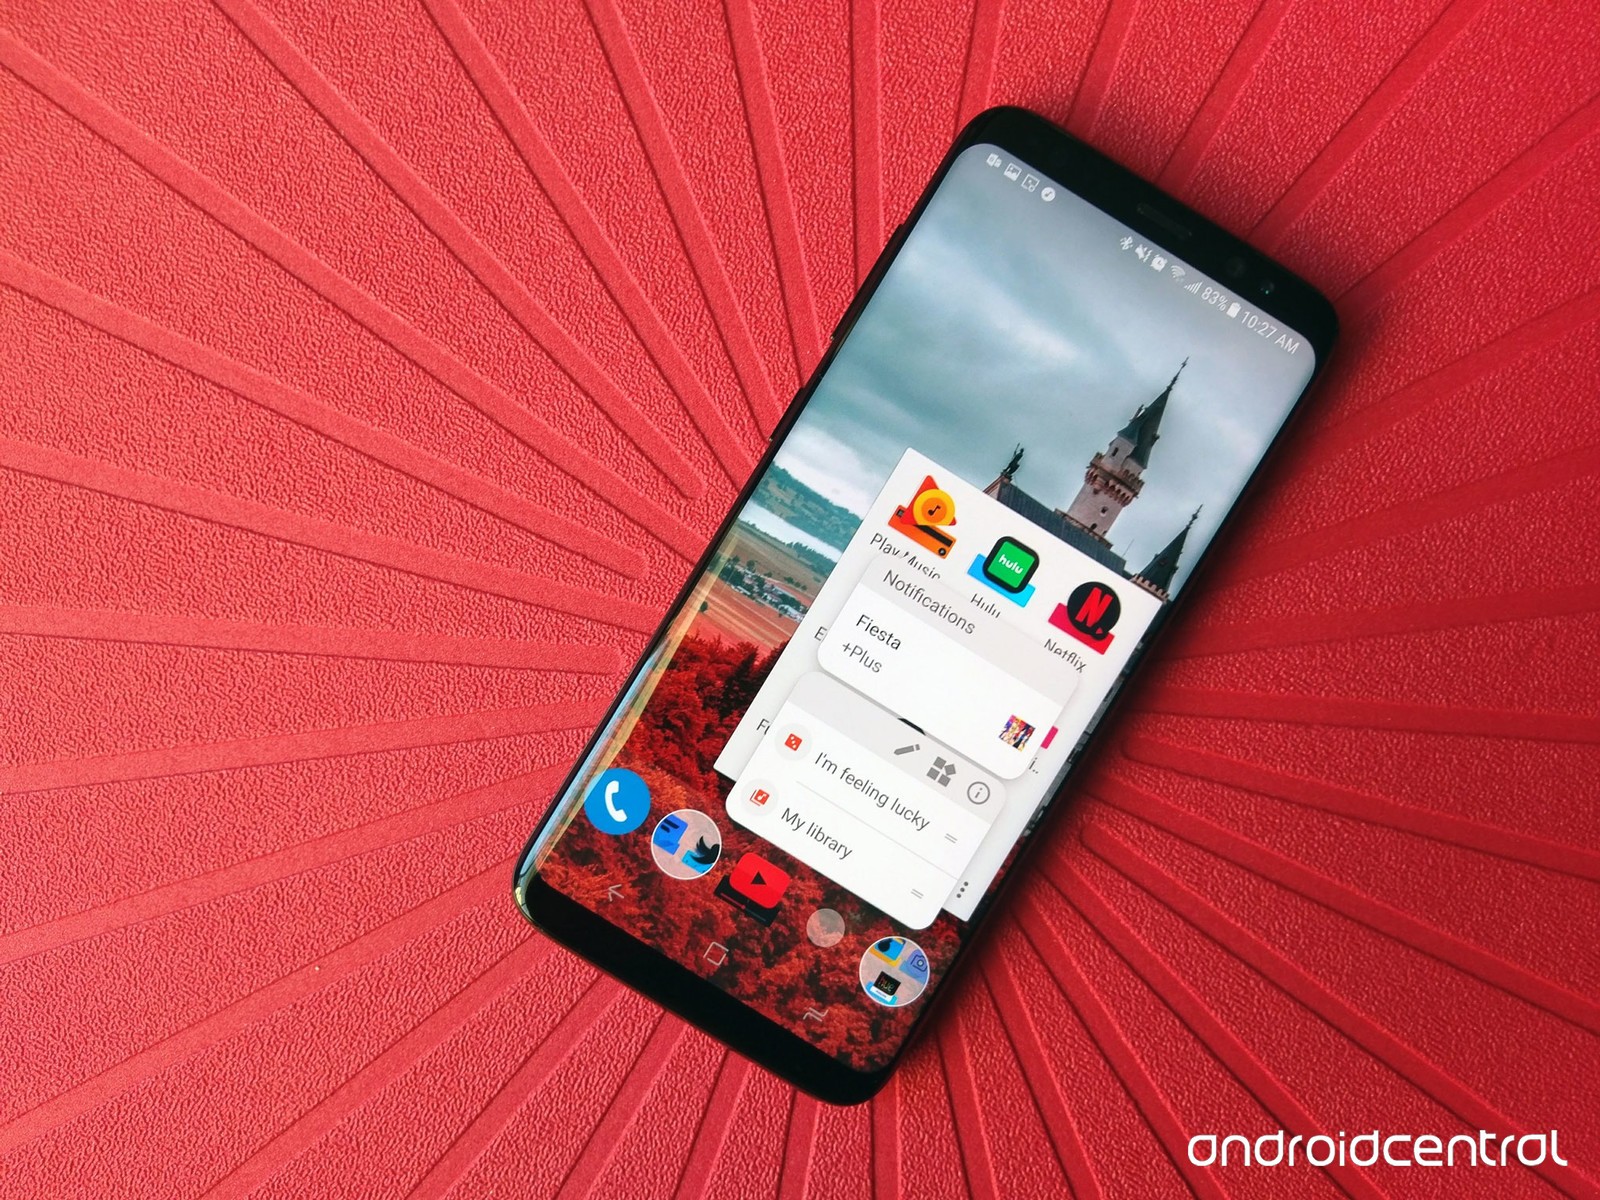 83% 10:27 AM
Play Music
hulu
Hulu
N
Netflix
Notifications
Fiesta
+Plus
I'm feeling lucky
My library
androidcentral